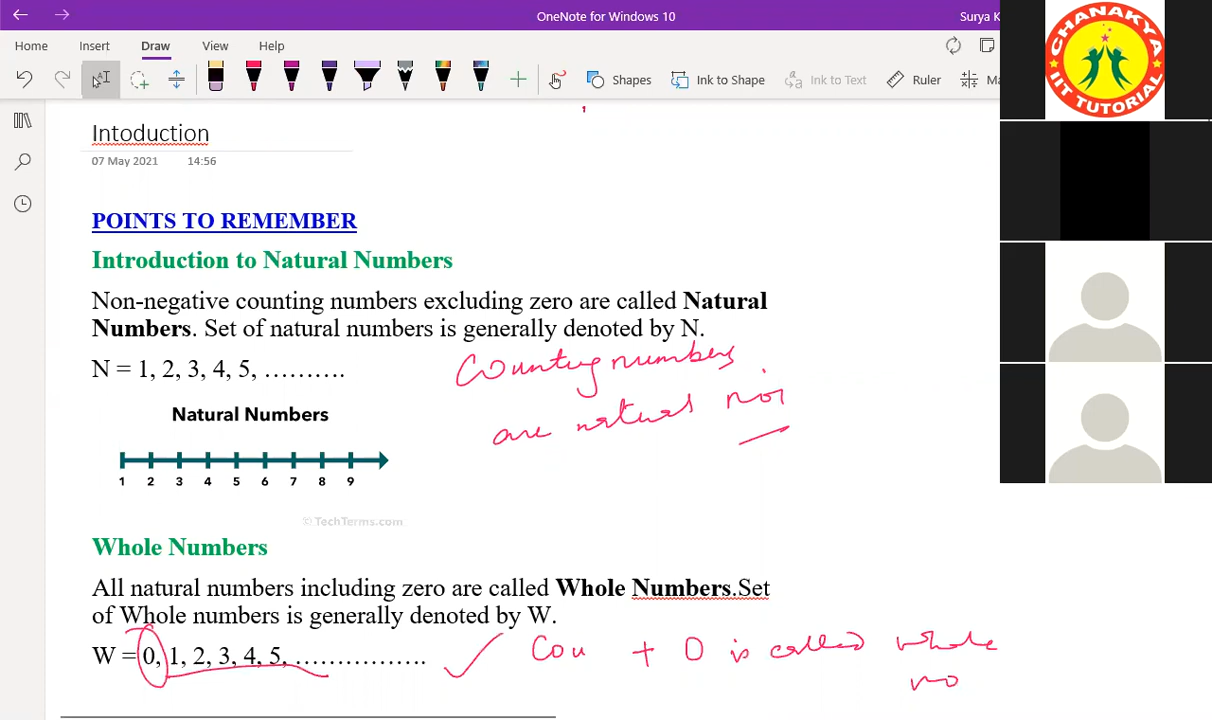 OneNote for Windows 10
Surya K
Home Insert Draw View Help
Shapes Ink to Shape Ink to Text Ruler Ma
CHANAKYA
IIT TUTORIAL
Intoduction
07 May 2021 14:56
POINTS TO REMEMBER
Introduction to Natural Numbers
Non-negative counting numbers excluding zero are called Natural
Numbers. Set of natural numbers is generally denoted by N.
N = 1, 2, 3, 4, 5, ……….
Counting numbers
are natural no
Natural Numbers
1 2 3 4 5 6 7 8 9
© TechTerms.com
Whole Numbers
All natural numbers including zero are called Whole Numbers.Set
of Whole numbers is generally denoted by W.
W = 0, 1, 2, 3, 4, 5, …………….
Cou + 0 is called whole
no